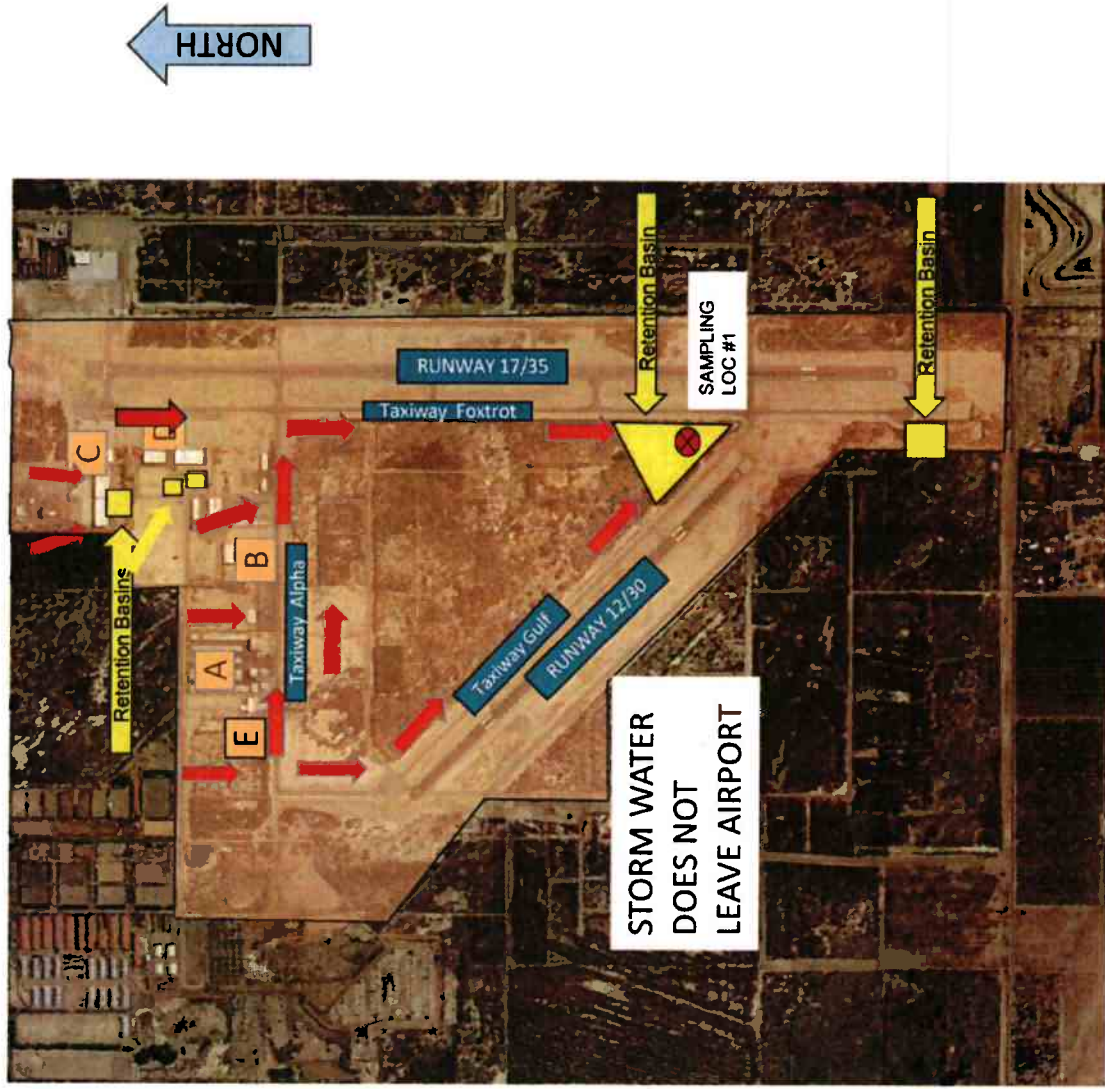 NORTH
C
Retention Basins
B
A
E
Taxiway Alpha
RUNWAY 17/35
Taxiway Foxtrot
Retention Basin
SAMPLING
LOC #1
X
Taxiway Gulf
RUNWAY 12/30
Retention Basin
STORM WATER
DOES NOT
LEAVE AIRPORT